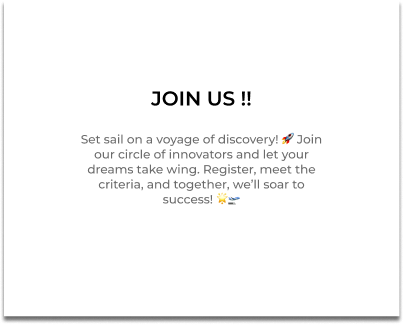 JOIN US !!
Set sail on a voyage of discovery! 🚀 Join
our circle of innovators and let your
dreams take wing. Register, meet the
criteria, and together, we’ll soar to
success! 🌟🛫